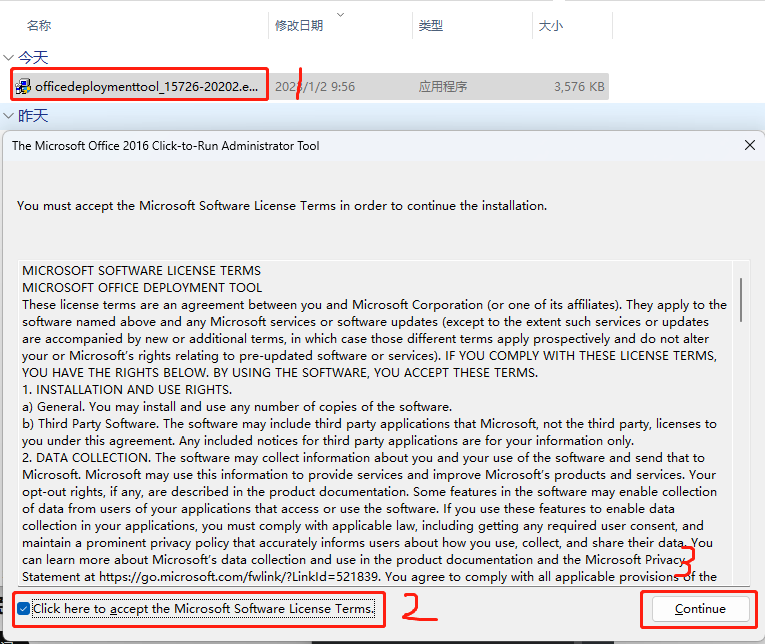 名称 修改日期 类型 大小
今天
officedeploymenttool_15726-20202.e... 2023/1/2 9:56 应用程序 3,576 KB
1
昨天
The Microsoft Office 2016 Click-to-Run Administrator Tool
You must accept the Microsoft Software License Terms in order to continue the installation.
MICROSOFT SOFTWARE LICENSE TERMS
MICROSOFT OFFICE DEPLOYMENT TOOL
These license terms are an agreement between you and Microsoft Corporation (or one of its affiliates). They apply to the
software named above and any Microsoft services or software updates (except to the extent such services or updates
are accompanied by new or additional terms, in which case those different terms apply prospectively and do not alter
your or Microsoft's rights relating to pre-updated software or services). IF YOU COMPLY WITH THESE LICENSE TERMS,
YOU HAVE THE RIGHTS BELOW. BY USING THE SOFTWARE, YOU ACCEPT THESE TERMS.
1. INSTALLATION AND USE RIGHTS.
a) General. You may install and use any number of copies of the software.
b) Third Party Software. The software may include third party applications that Microsoft, not the third party, licenses to
you under this agreement. Any included notices for third party applications are for your information only.
2. DATA COLLECTION. The software may collect information about you and your use of the software and send that to
Microsoft. Microsoft may use this information to provide services and improve Microsoft's products and services. Your
opt-out rights, if any, are described in the product documentation. Some features in the software may enable collection
of data from users of your applications that access or use the software. If you use these features to enable data
collection in your applications, you must comply with applicable law, including getting any required user consent, and
maintain a prominent privacy policy that accurately informs users about how you use, collect, and share their data. You
can learn more about Microsoft's data collection and use in the product documentation and the Microsoft Privacy
Statement at https://go.microsoft.com/fwlink/?LinkId=521839. You agree to comply with all applicable provisions of the
3
Click here to accept the Microsoft Software License Terms.
2
Continue